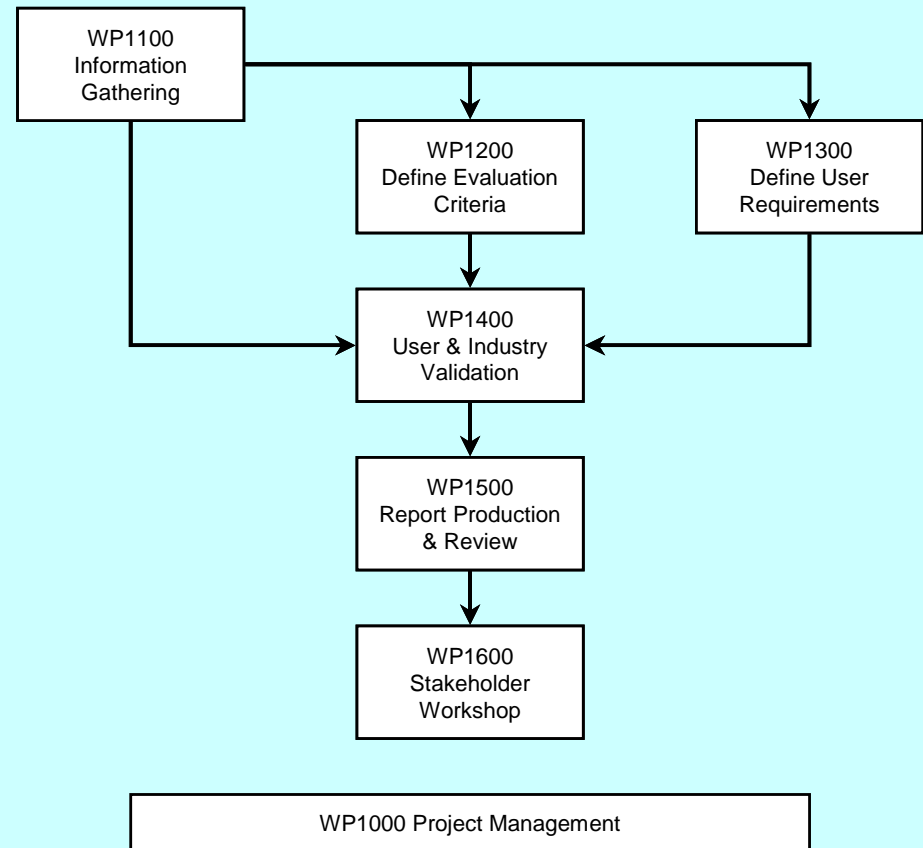 WP1100
Information
Gathering
WP1200
Define Evaluation
Criteria
WP1300
Define User
Requirements
WP1400
User & Industry
Validation
WP1500
Report Production
& Review
WP1600
Stakeholder
Workshop
WP1000 Project Management